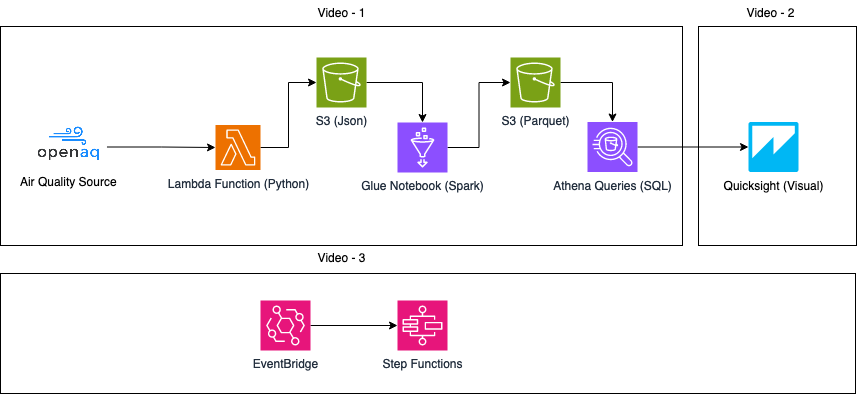 Video - 1
Video - 2
S3 (Json)
S3 (Parquet)
openaq
Air Quality Source
Lambda Function (Python)
Glue Notebook (Spark)
Athena Queries (SQL)
Quicksight (Visual)
Video - 3
EventBridge
Step Functions